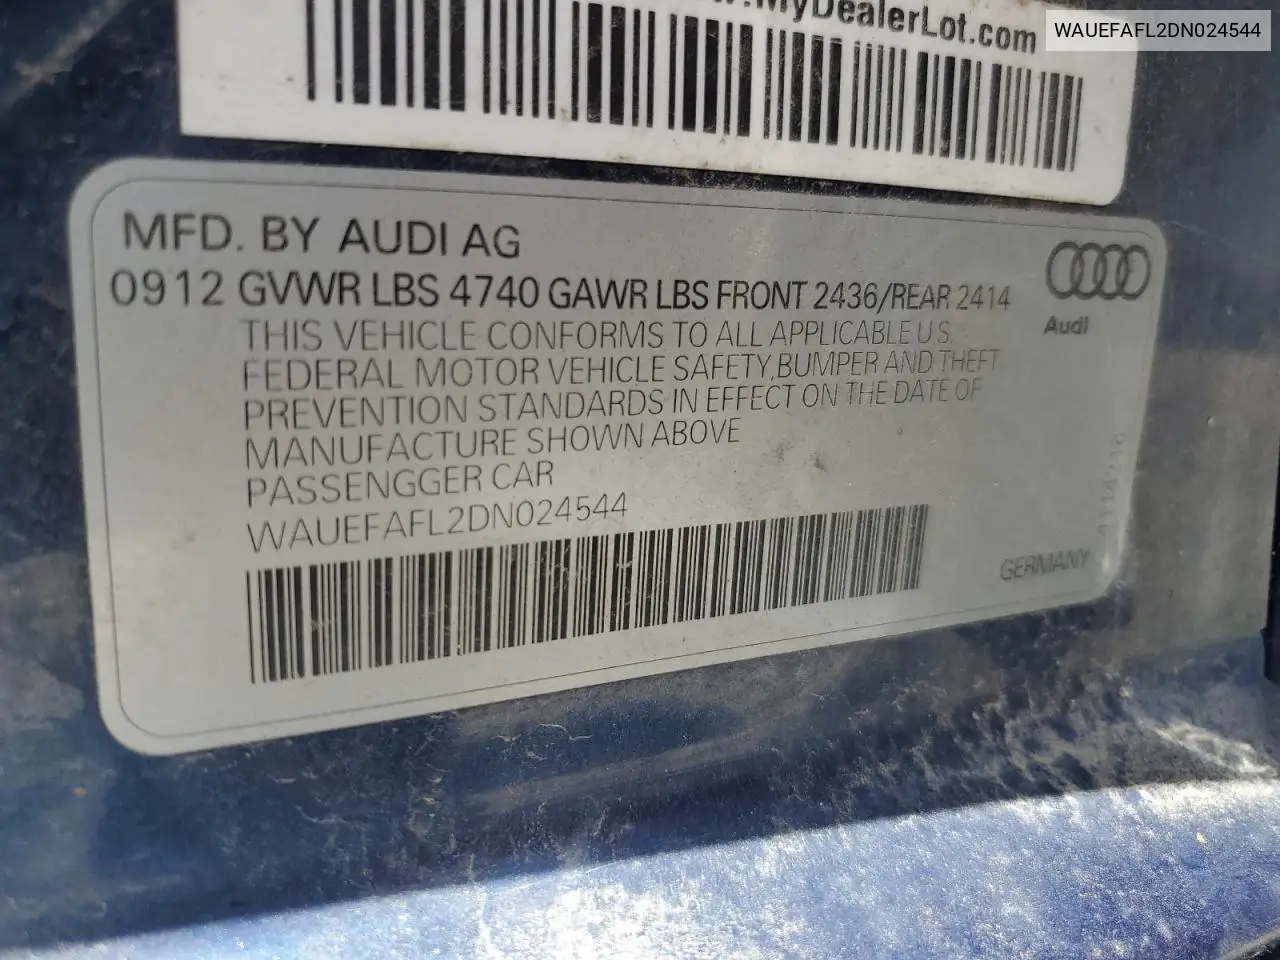 MyDealerLot.com
WAUEFAFL2DN024544
MFD. BY AUDI AG
0912 GVWR LBS 4740 GAWR LBS FRONT 2436/REAR 2414
Audi
THIS VEHICLE CONFORMS TO ALL APPLICABLE U.S.
FEDERAL MOTOR VEHICLE SAFETY, BUMPER AND THEFT
PREVENTION STANDARDS IN EFFECT ON THE DATE OF
MANUFACTURE SHOWN ABOVE
PASSENGGER CAR
WAUEFAFL2DN024544
GERMANY